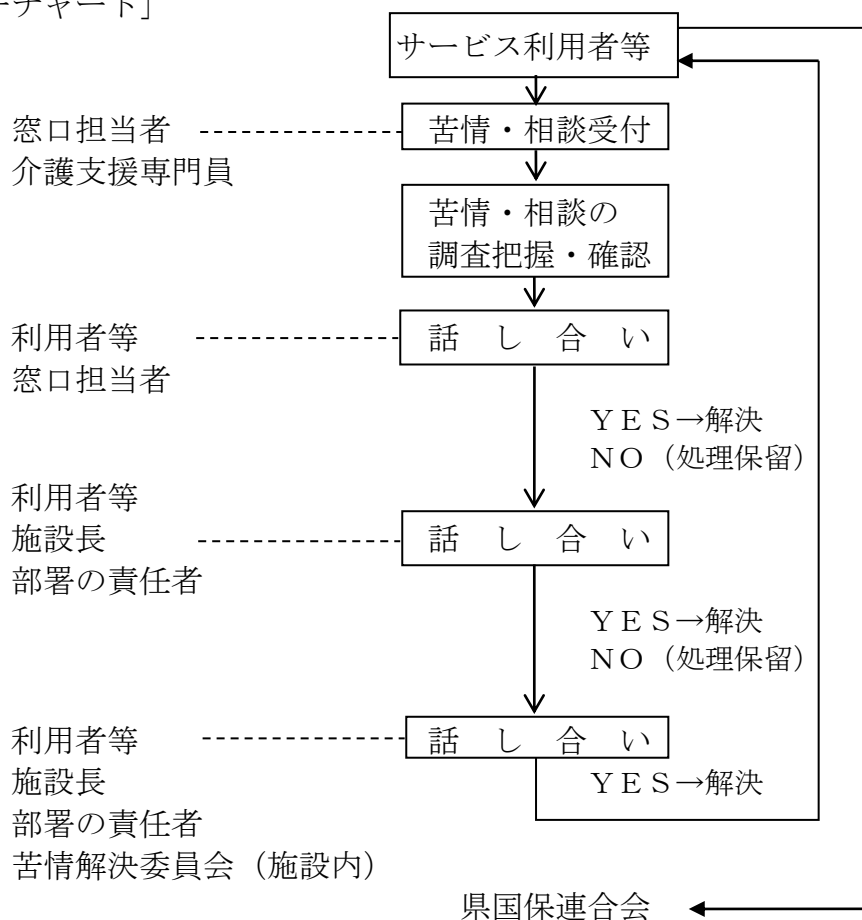 ーチャート］
サービス利用者等
窓口担当者
介護支援専門員
苦情・相談受付
苦情・相談の
調査把握・確認
利用者等
窓口担当者
話し合い
ＹＥＳ→解決
ＮＯ（処理保留）
利用者等
施設長
部署の責任者
話し合い
ＹＥＳ→解決
ＮＯ（処理保留）
利用者等
施設長
部署の責任者
苦情解決委員会（施設内）
話し合い
ＹＥＳ→解決
県国保連合会